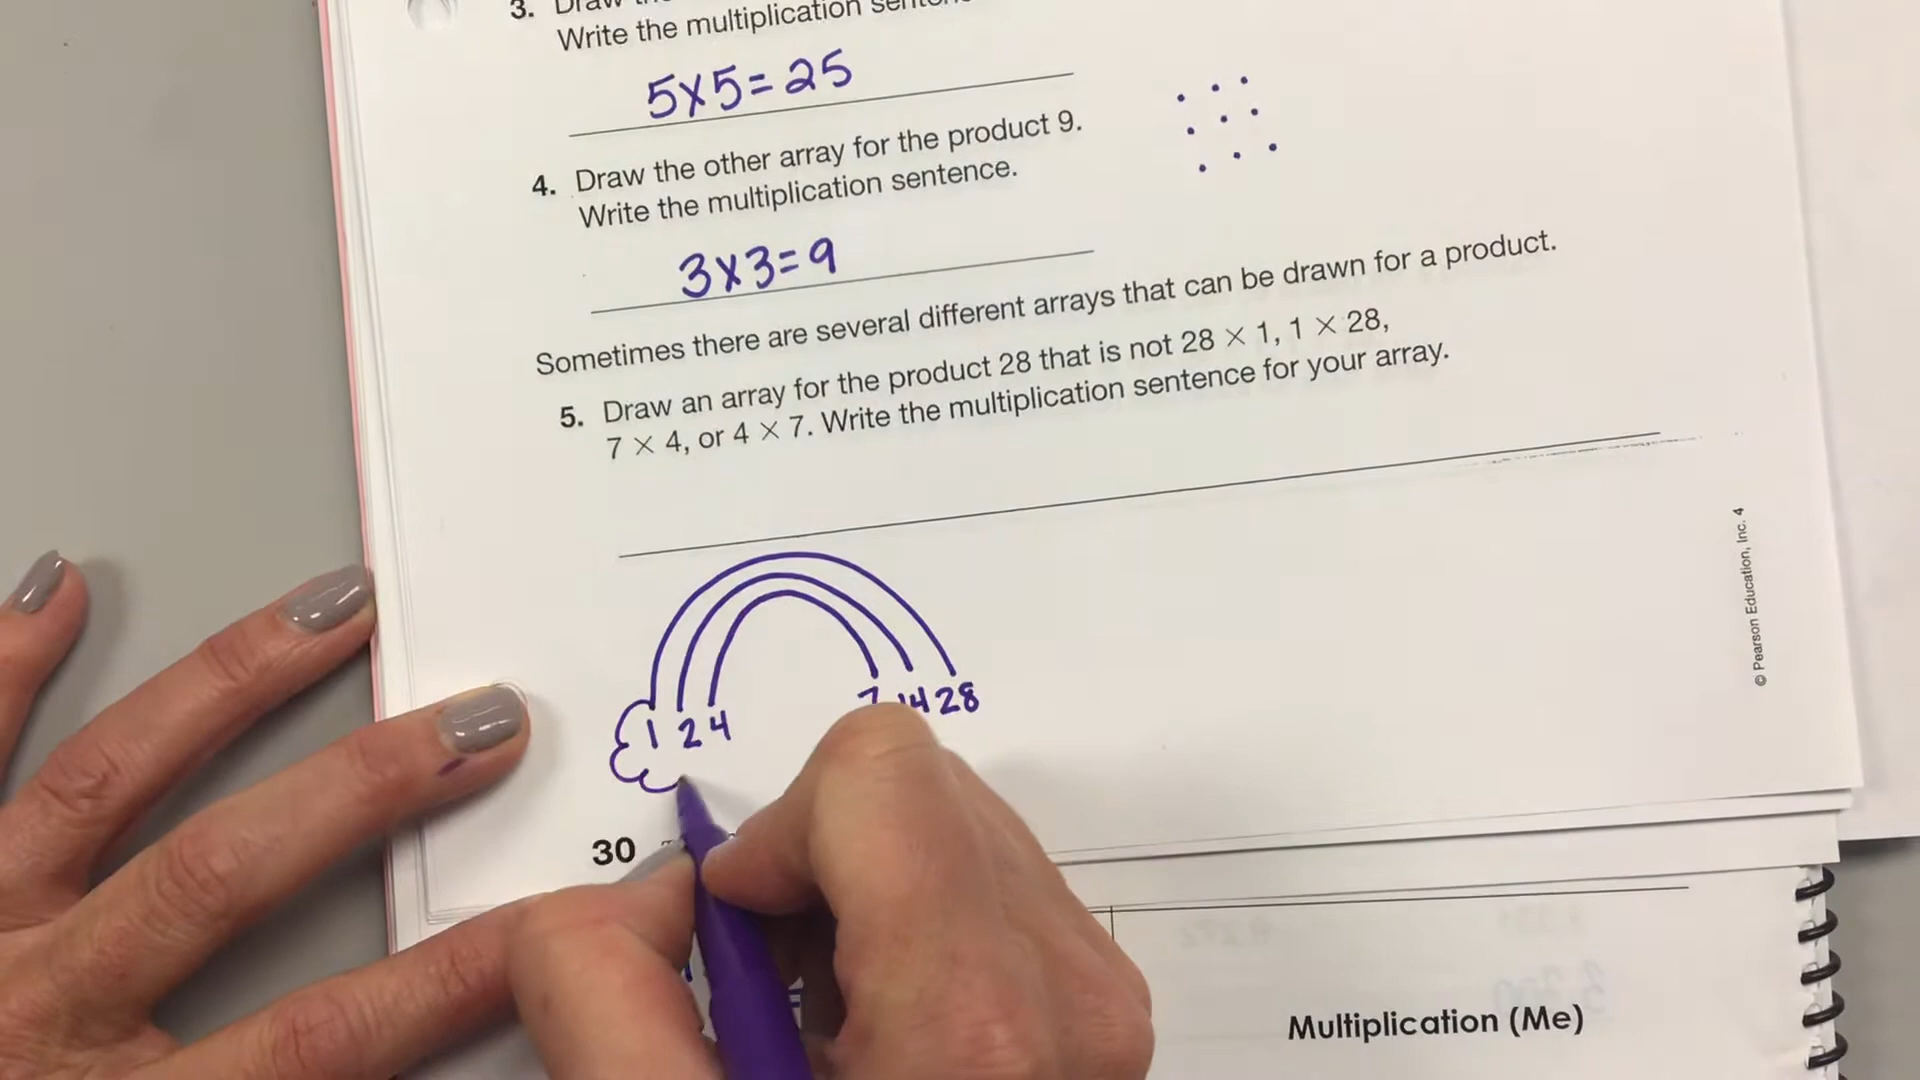 3. Draw
Write the multiplication
5x5=25
4. Draw the other array for the product 9.
Write the multiplication sentence.
3x3=9
Sometimes there are several different arrays that can be drawn for a product.
5. Draw an array for the product 28 that is not 28 × 1, 1 × 28,
7 × 4, or 4 × 7. Write the multiplication sentence for your array.
1 2 4 7 14 28
30
© Pearson Education, Inc. 4
Multiplication (Me)